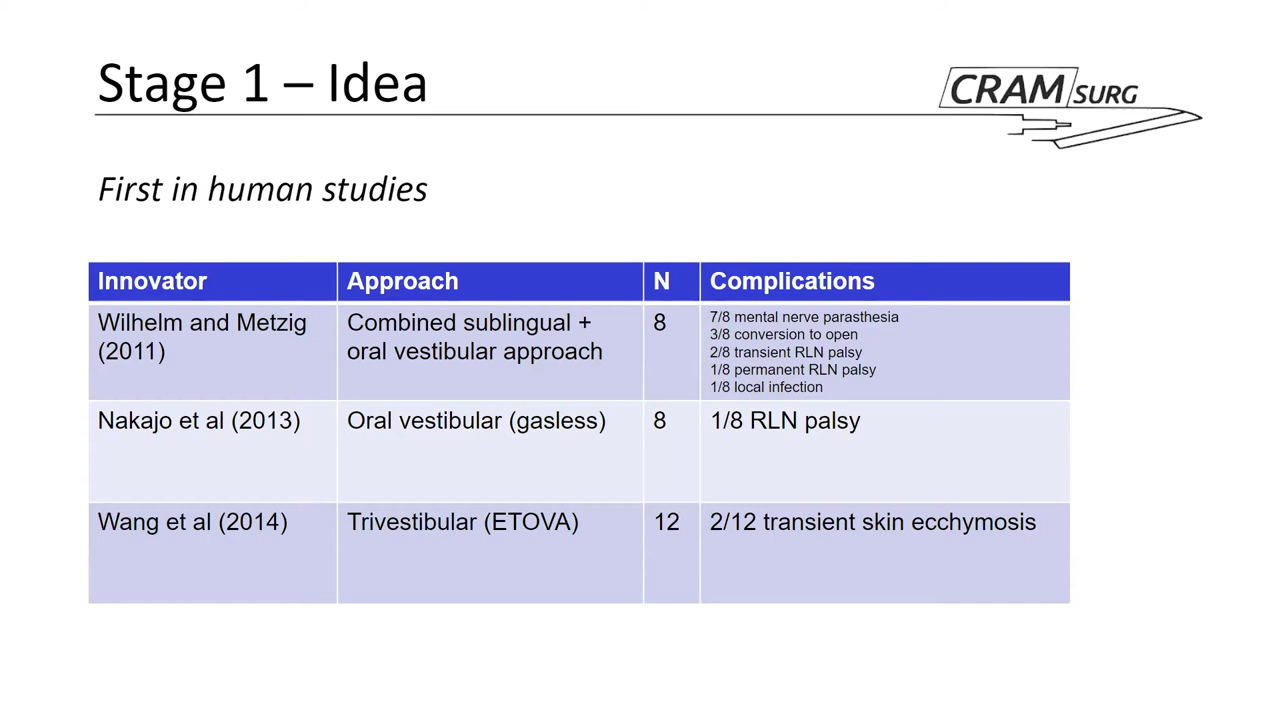 Stage 1 – Idea
CRAM SURG
First in human studies
Innovator Approach N Complications
Wilhelm and Metzig (2011)
Combined sublingual +
oral vestibular approach
8
7/8 mental nerve parasthesia
3/8 conversion to open
2/8 transient RLN palsy
1/8 permanent RLN palsy
1/8 local infection
Nakajo et al (2013) Oral vestibular (gasless) 8 1/8 RLN palsy
Wang et al (2014) Trivestibular (ETOVA) 12 2/12 transient skin ecchymosis